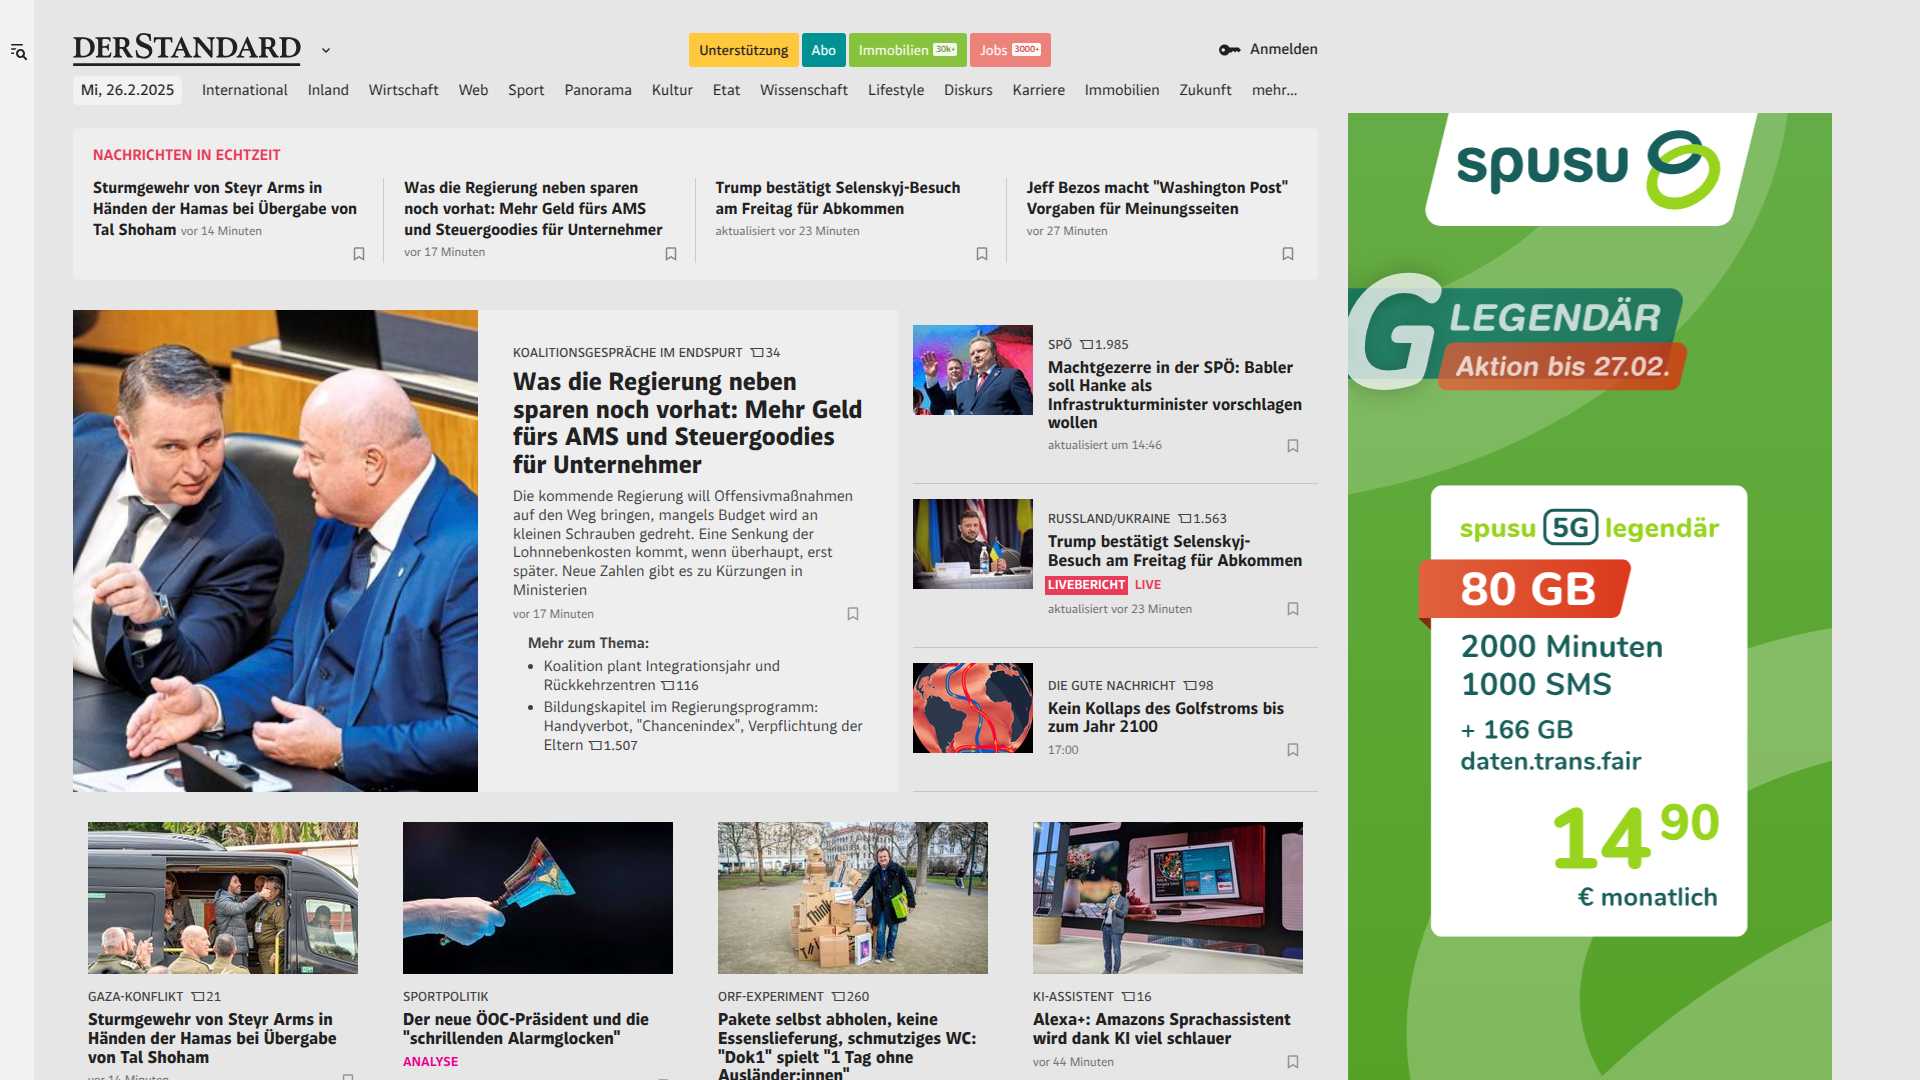 DERSTANDARD
Unterstützung
Abo
Immobilien 30k+
Jobs 3000+
Anmelden
Mi, 26.2.2025
International
Inland
Wirtschaft
Web
Sport
Panorama
Kultur
Etat
Wissenschaft
Lifestyle
Diskurs
Karriere
Immobilien
Zukunft
mehr...
NACHRICHTEN IN ECHTZEIT
Sturmgewehr von Steyr Arms in
Händen der Hamas bei Übergabe von
Tal Shoham vor 14 Minuten
Was die Regierung neben sparen
noch vorhat: Mehr Geld fürs AMS
und Steuergoodies für Unternehmer
vor 17 Minuten
Trump bestätigt Selenskyj-Besuch
am Freitag für Abkommen
aktualisiert vor 23 Minuten
Jeff Bezos macht "Washington Post"
Vorgaben für Meinungsseiten
vor 27 Minuten
KOALITIONSGESPRÄCHE IM ENDSPURT 34
Was die Regierung neben
sparen noch vorhat: Mehr Geld
fürs AMS und Steuergoodies
für Unternehmer
Die kommende Regierung will Offensivmaßnahmen
auf den Weg bringen, mangels Budget wird an
kleinen Schrauben gedreht. Eine Senkung der
Lohnnebenkosten kommt, wenn überhaupt, erst
später. Neue Zahlen gibt es zu Kürzungen in
Ministerien
vor 17 Minuten
Mehr zum Thema:
• Koalition plant Integrationsjahr und
Rückkehrzentren 116
• Bildungskapitel im Regierungsprogramm:
Handyverbot, "Chancenindex", Verpflichtung der
Eltern 1.507
SPÖ 1.985
Machtgezerre in der SPÖ: Babler
soll Hanke als
Infrastrukturminister vorschlagen
wollen
aktualisiert um 14:46
RUSSLAND/UKRAINE 1.563
Trump bestätigt Selenskyj-
Besuch am Freitag für Abkommen
LIVEBERICHT LIVE
aktualisiert vor 23 Minuten
DIE GUTE NACHRICHT 98
Kein Kollaps des Golfstroms bis
zum Jahr 2100
17:00
GAZA-KONFLIKT 21
Sturmgewehr von Steyr Arms in
Händen der Hamas bei Übergabe
von Tal Shoham
vor 14 Minuten
SPORTPOLITIK
Der neue ÖOC-Präsident und die
"schrillenden Alarmglocken"
ANALYSE
Think
ORF-EXPERIMENT 260
Pakete selbst abholen, keine
Essenslieferung, schmutziges WC:
"Dok1" spielt "1 Tag ohne
Ausländer:innen"
KI-ASSISTENT 16
Alexa+: Amazons Sprachassistent
wird dank KI viel schlauer
vor 44 Minuten
spusu
G
LEGENDÄR
Aktion bis 27.02.
spusu 5G legendär
80 GB
2000 Minuten
1000 SMS
+ 166 GB
daten.trans.fair
14 90
€ monatlich